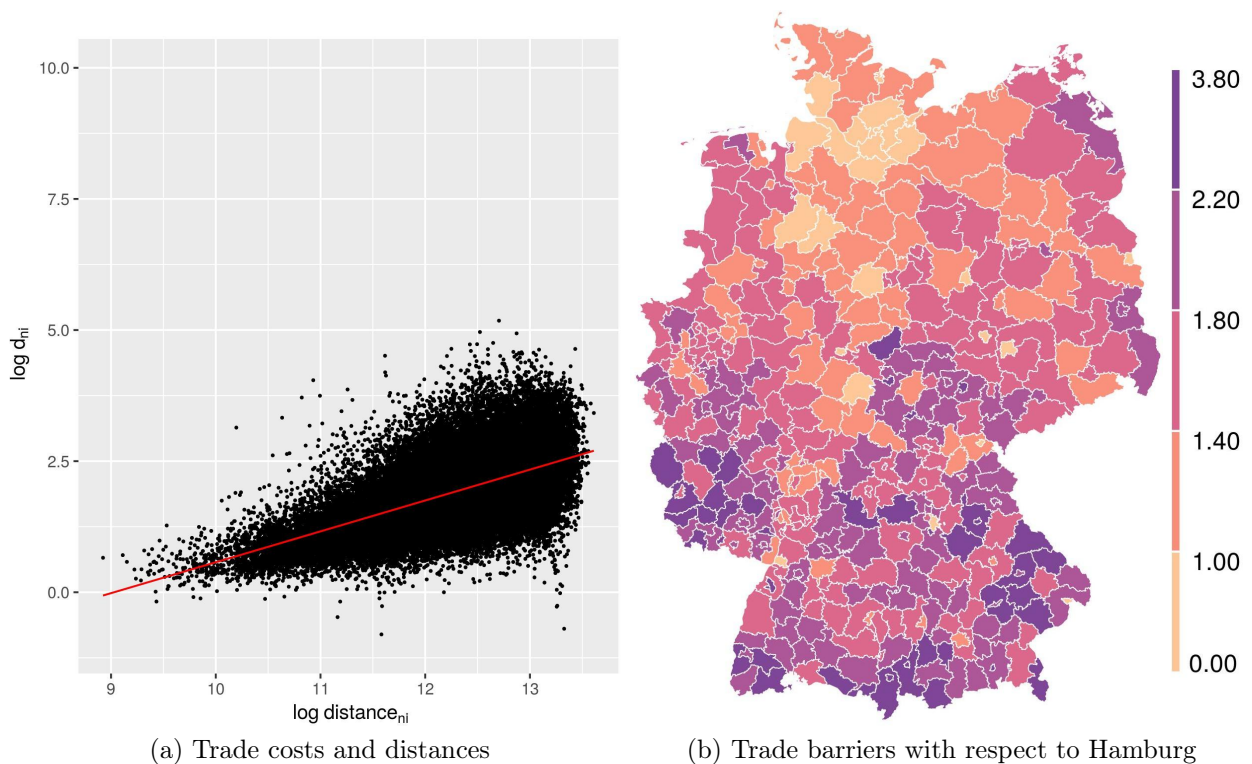 10.0
7.5
5.0
2.5
0.0
log dₙᵢ
9 10 11 12 13
log distanceₙᵢ
3.80
2.20
1.80
1.40
1.00
0.00
(a) Trade costs and distances
(b) Trade barriers with respect to Hamburg